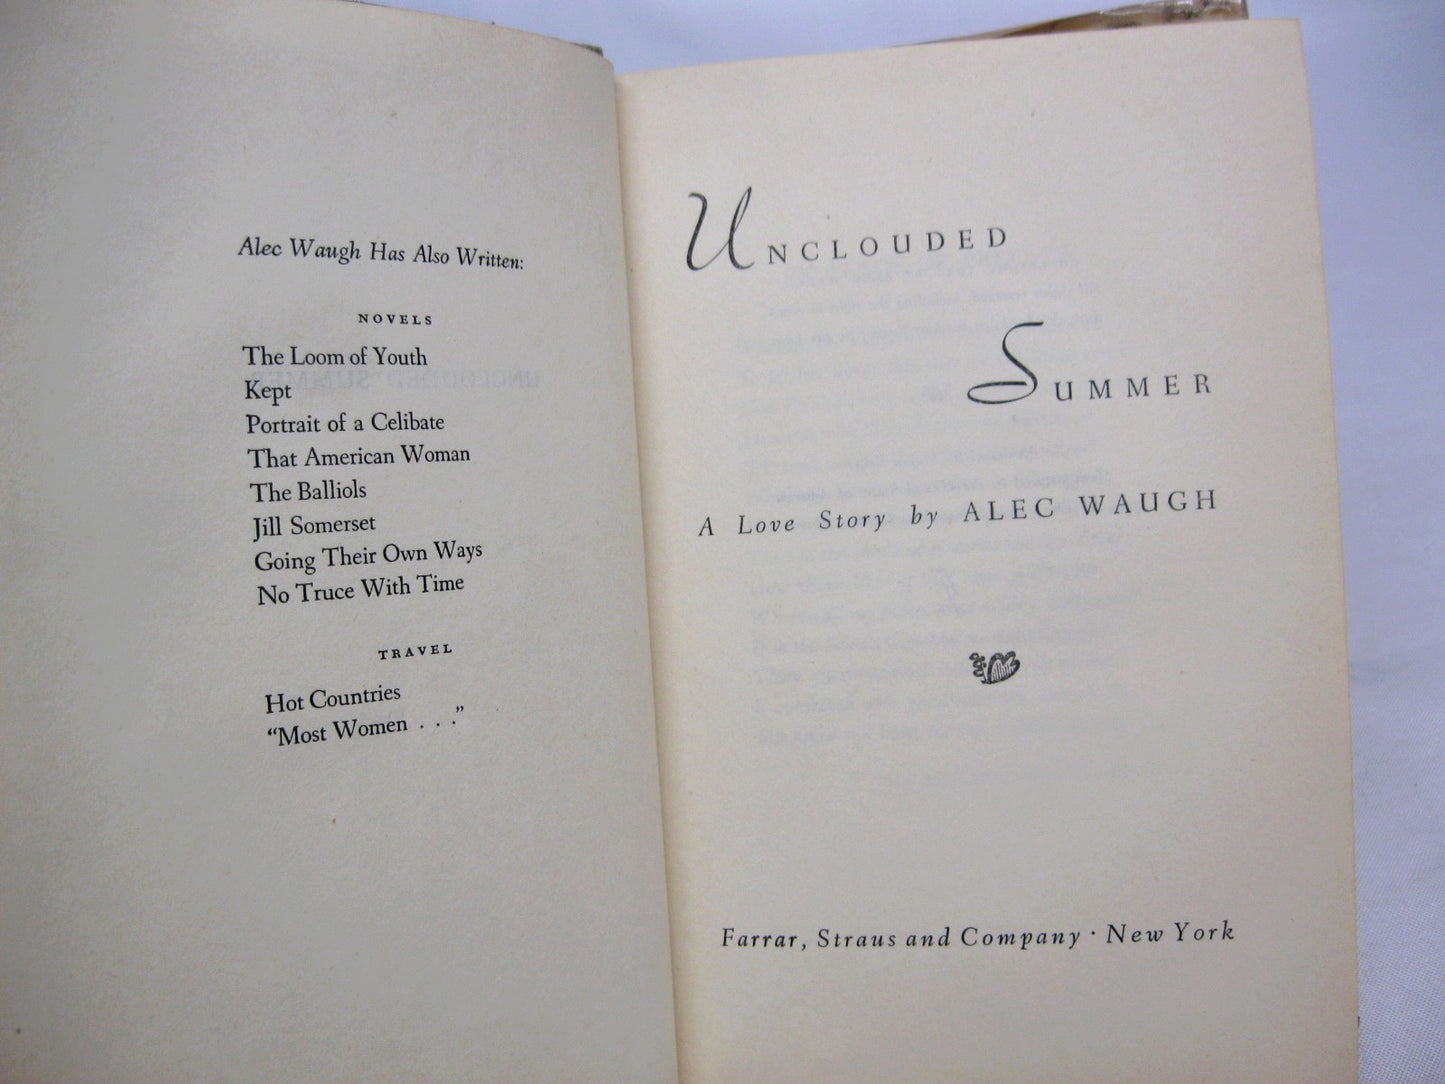 Alec Waugh Has Also Written:
NOVELS
The Loom of Youth
Kept
Portrait of a Celibate
That American Woman
The Balliols
Jill Somerset
Going Their Own Ways
No Truce With Time
TRAVEL
Hot Countries
“Most Women . . .”
UNCLOUDED
SUMMER
A Love Story by ALEC WAUGH
Farrar, Straus and Company · New York